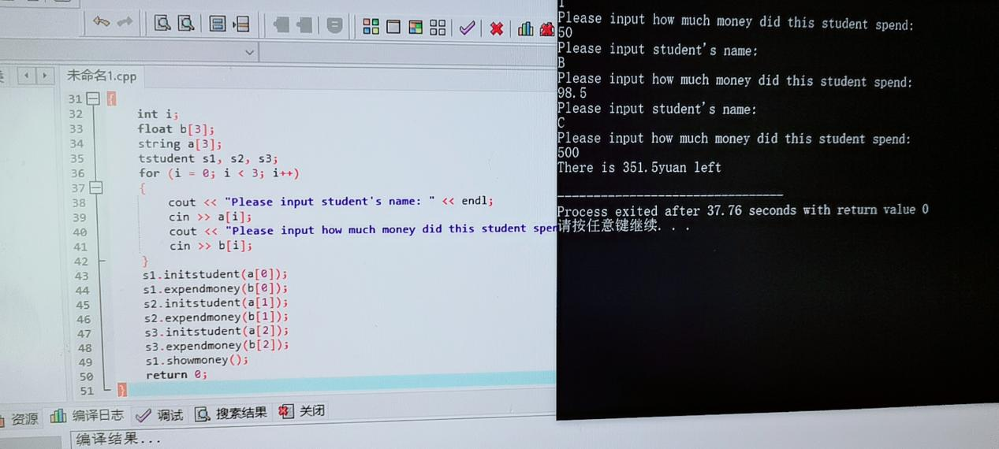 未命名1.cpp
31 {
32 int i;
33 float b[3];
34 string a[3];
35 tstudent s1, s2, s3;
36 for (i = 0; i < 3; i++)
37 {
38 cout << "Please input student's name: " << endl;
39 cin >> a[i];
40 cout << "Please input how much money did this student spen
41 cin >> b[i];
42 }
43 s1.initstudent(a[0]);
44 s1.expendmoney(b[0]);
45 s2.initstudent(a[1]);
46 s2.expendmoney(b[1]);
47 s3.initstudent(a[2]);
48 s3.expendmoney(b[2]);
49 s1.showmoney();
50 return 0;
51 }
资源 编译日志 调试 搜索结果 关闭
编译结果...
Please input how much money did this student spend:
50
Please input student's name:
B
Please input how much money did this student spend:
98.5
Please input student's name:
C
Please input how much money did this student spend:
500
There is 351.5yuan left
--------------------------------
Process exited after 37.76 seconds with return value 0
请按任意键继续. . .